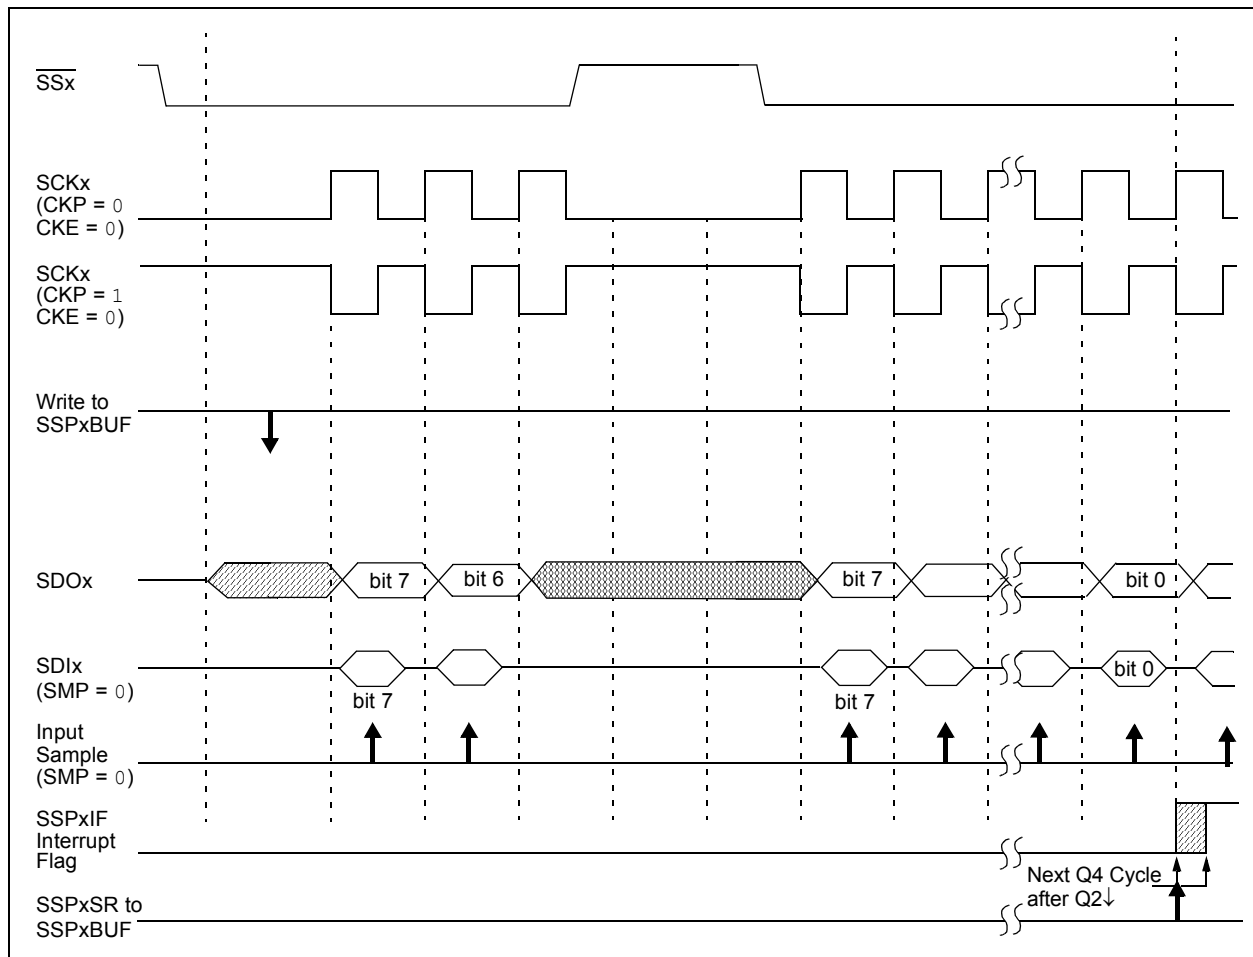 SSx
SCKx
(CKP = 0
CKE = 0)
SCKx
(CKP = 1
CKE = 0)
Write to
SSPxBUF
SDOx
bit 7
bit 6
bit 7
bit 0
SDIx
(SMP = 0)
bit 7
bit 7
bit 0
Input
Sample
(SMP = 0)
SSPxIF
Interrupt
Flag
Next Q4 Cycle
after Q2↓
SSPxSR to
SSPxBUF